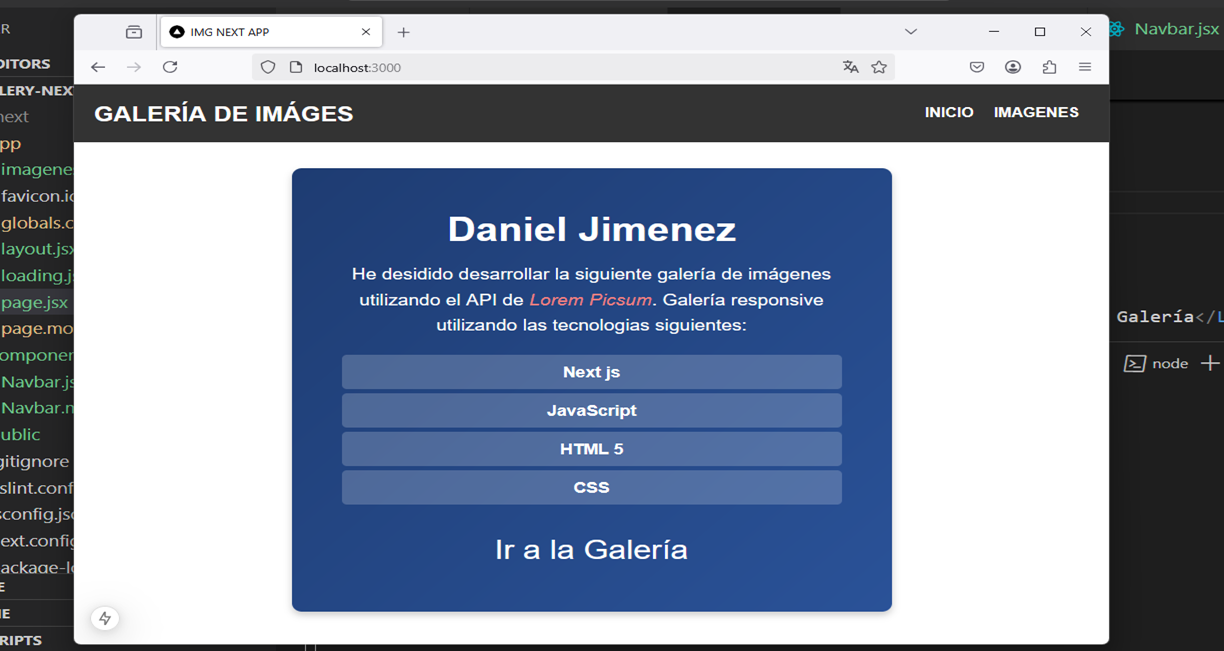 IMG NEXT APP
Navbar.jsx
localhost:3000
GALERÍA DE IMÁGES
INICIO
IMAGENES
Daniel Jimenez
He desidido desarrollar la siguiente galería de imágenes
utilizando el API de Lorem Picsum. Galería responsive
utilizando las tecnologias siguientes:
Next js
JavaScript
HTML 5
CSS
Ir a la Galería
R
DITORS
LERY-NEX
next
pp
imagene
favicon.ic
globals.c
layout.jsx
loading.j
page.jsx
page.mo
omponen
Navbar.js
Navbar.m
ublic
gitignore
slint.conf
sconfig.jso
ext.config
ackage-lo
E
NE
RIPTS
Galería</L
node